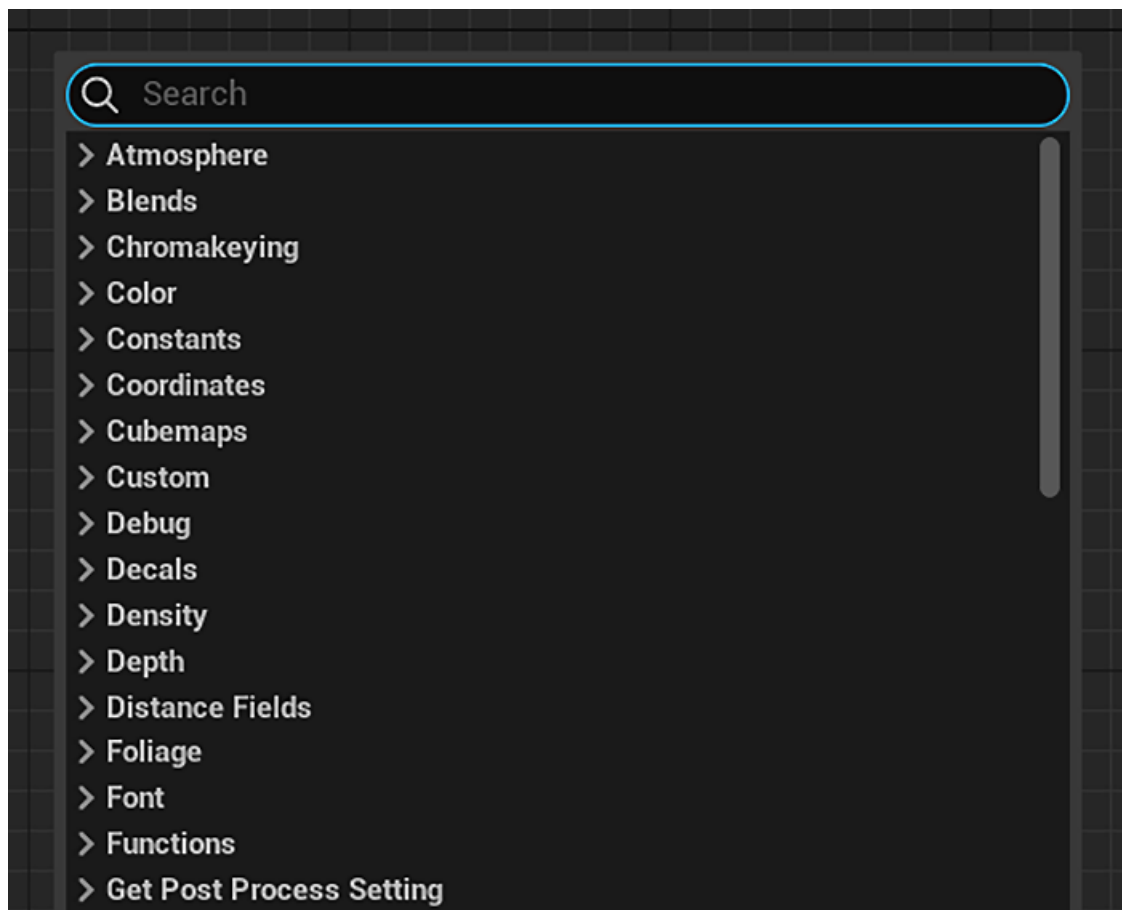 Search
Atmosphere
Blends
Chromakeying
Color
Constants
Coordinates
Cubemaps
Custom
Debug
Decals
Density
Depth
Distance Fields
Foliage
Font
Functions
Get Post Process Setting